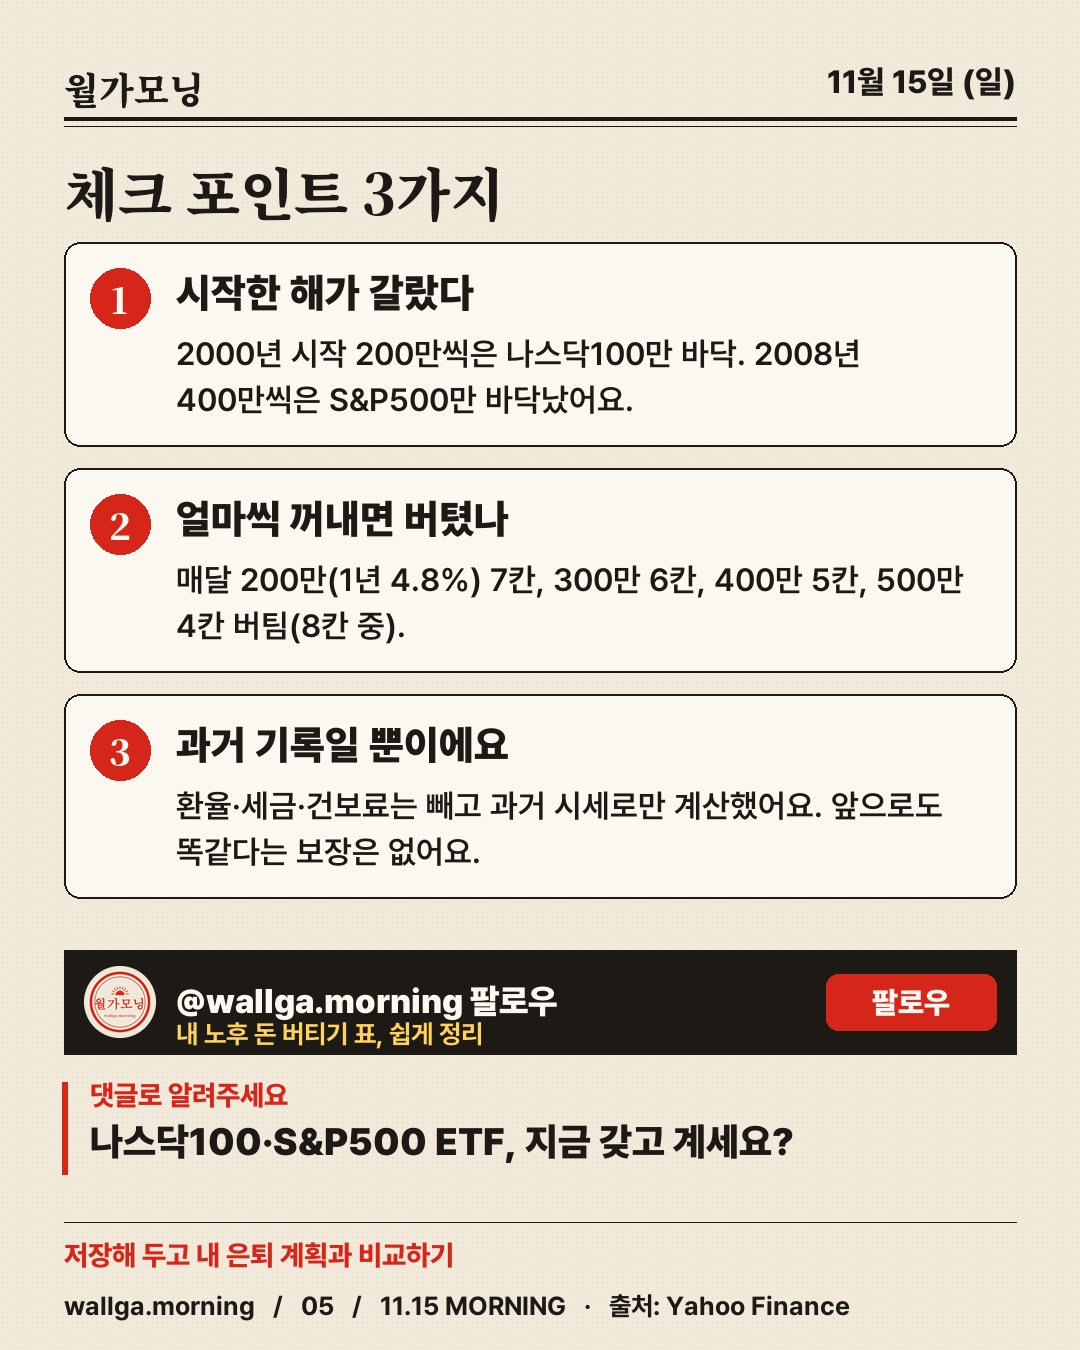 월가모닝
11월 15일 (일)
체크 포인트 3가지
1
시작한 해가 갈랐다
2000년 시작 200만씩은 나스닥100만 바닥. 2008년
400만씩은 S&P500만 바닥났어요.
2
얼마씩 꺼내면 버텼나
매달 200만(1년 4.8%) 7칸, 300만 6칸, 400만 5칸, 500만
4칸 버팀(8칸 중).
3
과거 기록일 뿐이에요
환율·세금·건보료는 빼고 과거 시세로만 계산했어요. 앞으로도
똑같다는 보장은 없어요.
월가모닝
wallga.morning
@wallga.morning 팔로우
내 노후 돈 버티기 표, 쉽게 정리
팔로우
댓글로 알려주세요
나스닥100·S&P500 ETF, 지금 갖고 계세요?
저장해 두고 내 은퇴 계획과 비교하기
wallga.morning / 05 / 11.15 MORNING · 출처: Yahoo Finance